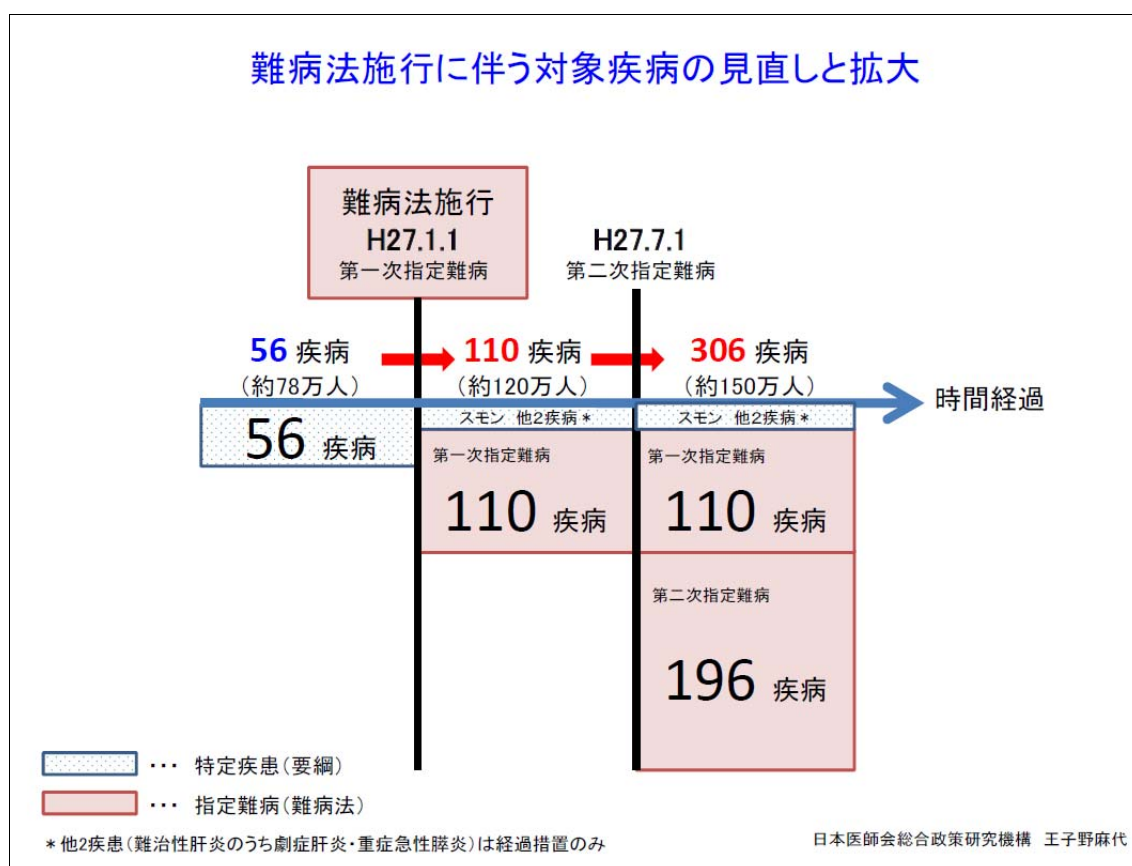 難病法施行に伴う対象疾病の見直しと拡大
難病法施行
H27.1.1
第一次指定難病
H27.7.1
第二次指定難病
56 疾病
(約78万人)
110 疾病
(約120万人)
306 疾病
(約150万人)
時間経過
56 疾病
スモン 他2疾病*
スモン 他2疾病*
第一次指定難病
110 疾病
第一次指定難病
110 疾病
第二次指定難病
196 疾病
・・・ 特定疾患(要綱)
・・・ 指定難病(難病法)
*他2疾患(難治性肝炎のうち劇症肝炎・重症急性膵炎)は経過措置のみ
日本医師会総合政策研究機構 王子野麻代